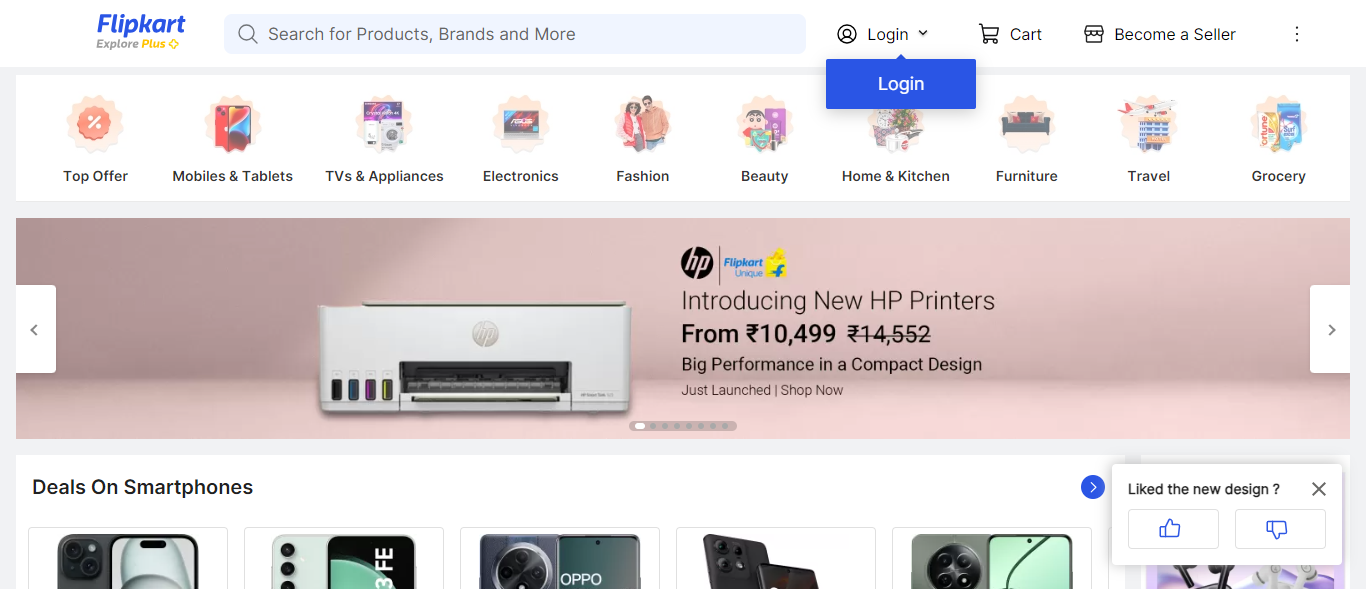 Flipkart
Explore Plus
Search for Products, Brands and More
Login
Cart
Become a Seller
Login
Top Offer
Mobiles & Tablets
TVs & Appliances
Electronics
Fashion
Beauty
Home & Kitchen
Furniture
Travel
Grocery
hp
Flipkart
Unique
Introducing New HP Printers
From ₹10,499 ₹14,552
Big Performance in a Compact Design
Just Launched | Shop Now
Deals On Smartphones
Liked the new design ?
OPPO